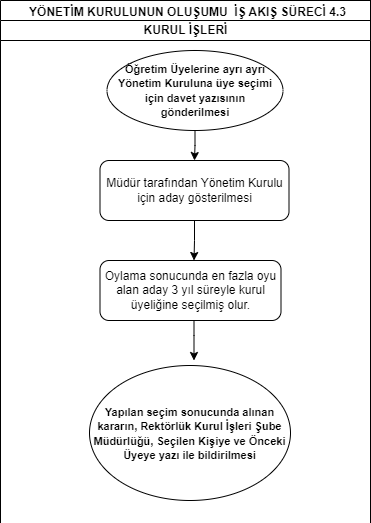 YÖNETİM KURULUNUN OLUŞUMU İŞ AKIŞ SÜRECİ 4.3
KURUL İŞLERİ
Öğretim Üyelerine ayrı ayrı
Yönetim Kuruluna üye seçimi
için davet yazısının
gönderilmesi
Müdür tarafından Yönetim Kurulu
için aday gösterilmesi
Oylama sonucunda en fazla oyu
alan aday 3 yıl süreyle kurul
üyeliğine seçilmiş olur.
Yapılan seçim sonucunda alınan
kararın, Rektörlük Kurul İşleri Şube
Müdürlüğü, Seçilen Kişiye ve Önceki
Üyeye yazı ile bildirilmesi